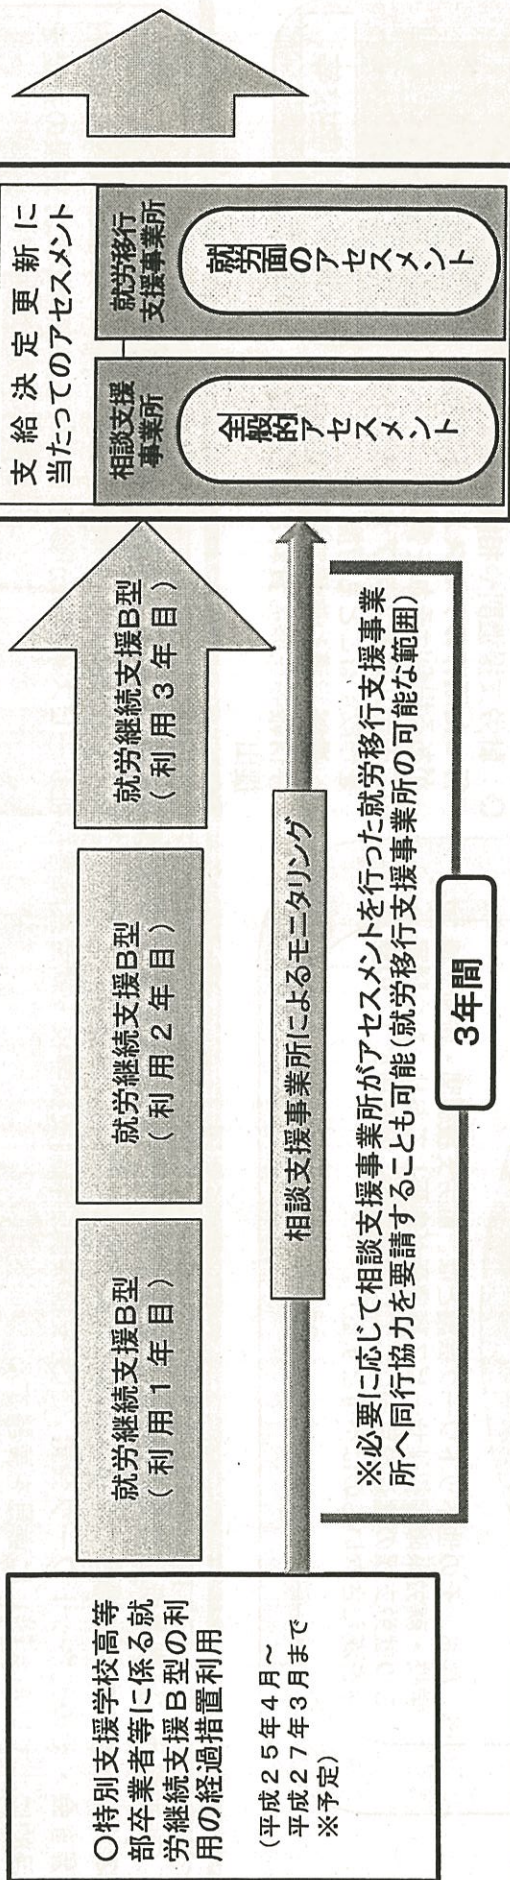 〇特別支援学校高等
部卒業者等に係る就
労継続支援B型の利
用の経過措置利用
(平成25年4月～
平成27年3月まで
※予定)
就労継続支援B型
(利用1年目)
就労継続支援B型
(利用2年目)
就労継続支援B型
(利用3年目)
相談支援事業所によるモニタリング
※必要に応じて相談支援事業所がアセスメントを行った就労移行支援事業
所へ同行協力を要請することも可能(就労移行支援事業所の可能な範囲)
3年間
支給決定更新に
当たってのアセスメント
相談支援
事業所
全般的
アセスメント
就労移行
支援事業所
就労面の
アセスメント